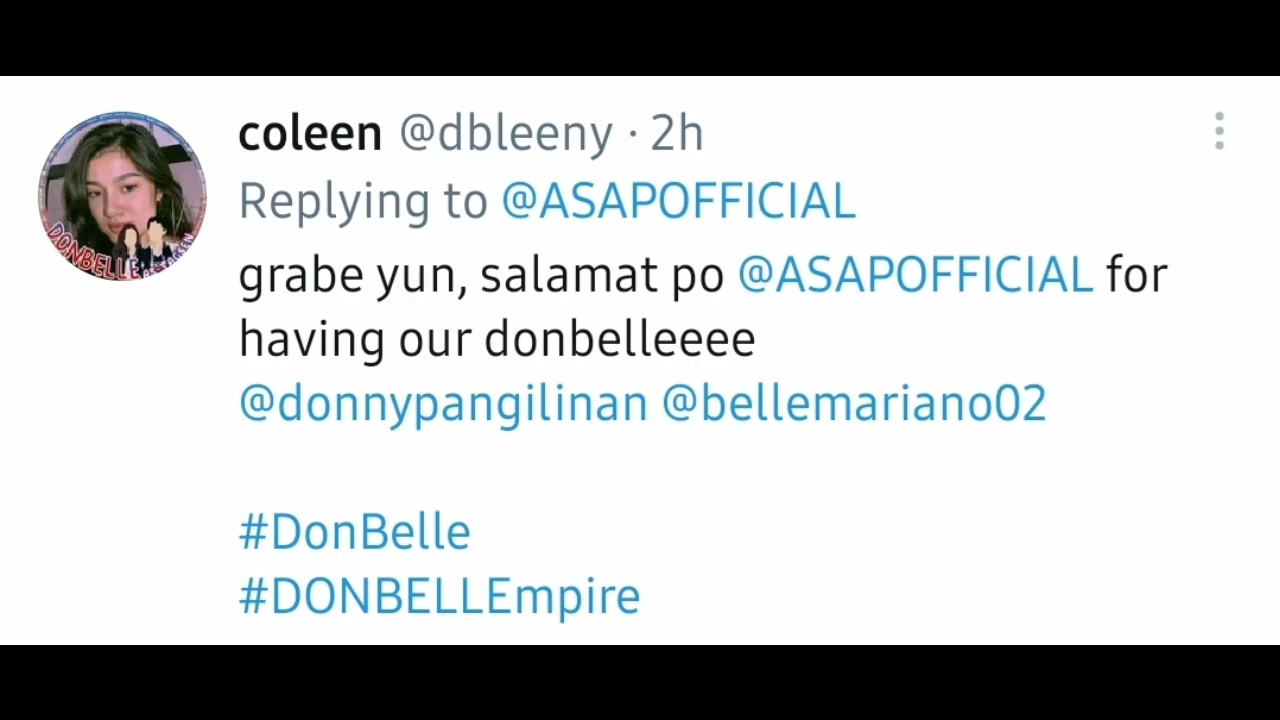 coleen @dbleeny · 2h
Replying to @ASAPOFFICIAL
grabe yun, salamat po @ASAPOFFICIAL for
having our donbelleeee
@donnypangilinan @bellemariano02
#DonBelle
#DONBELLEmpire
DONBELLE